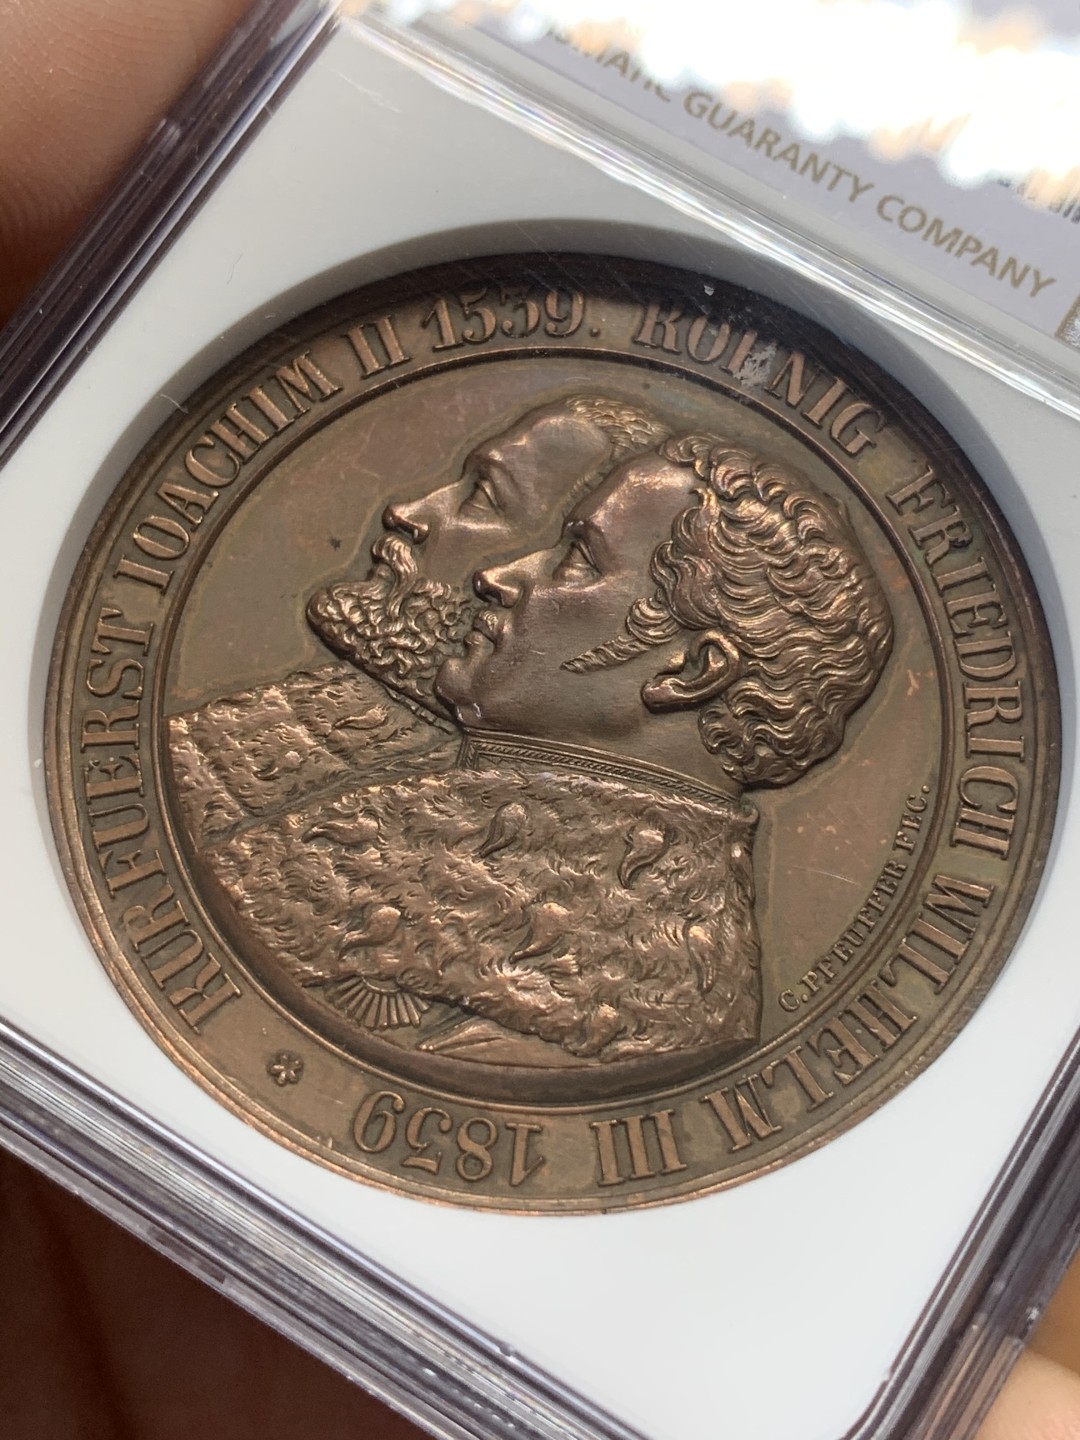 GUARANTY COMPANY
KURFUERST IOACHIM II 1539. KOENIG FRIEDRICH WILHELM III 1839 *
C. PFEUFFER FEC.